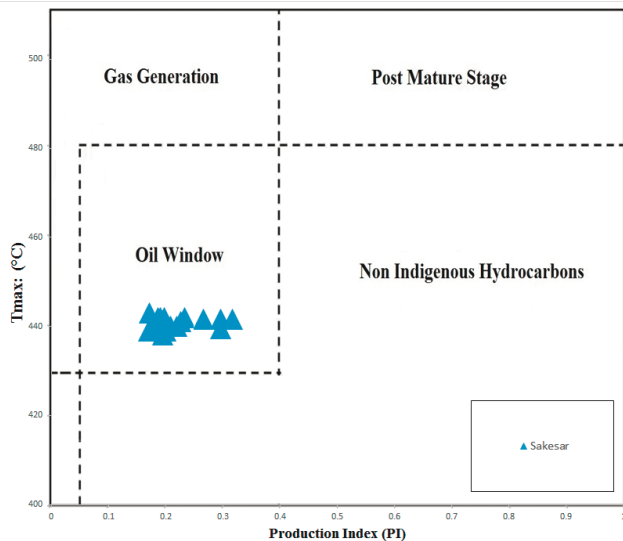 500
Gas Generation
Post Mature Stage
480
460
Oil Window
Non Indigenous Hydrocarbons
Tmax: (°C)
440
420
Sakesar
400
0 0.1 0.2 0.3 0.4 0.5 0.6 0.7 0.8 0.9 1
Production Index (PI)